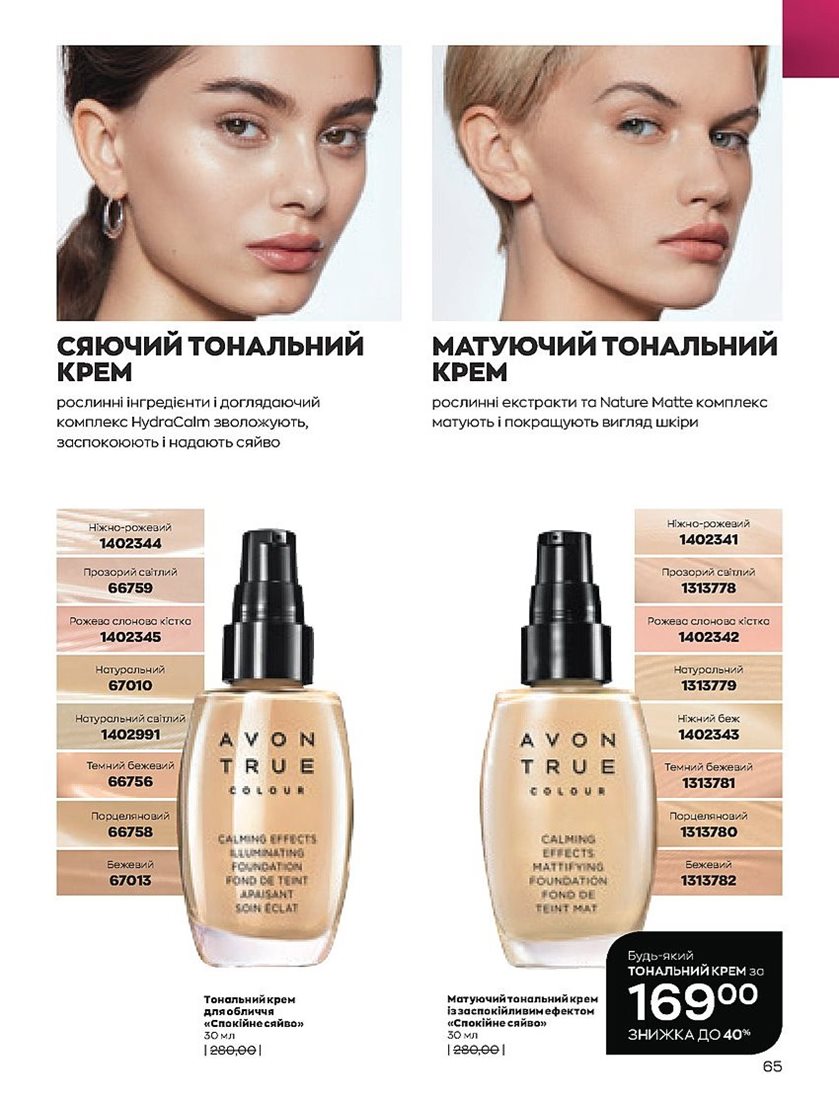 СЯЮЧИЙ ТОНАЛЬНИЙ
КРЕМ
рослинні інгредієнти і доглядаючий
комплекс HydraCalm зволожують,
заспокоюють і надають сяйво
МАТУЮЧИЙ ТОНАЛЬНИЙ
КРЕМ
рослинні екстракти та Nature Matte комплекс
матують і покращують вигляд шкіри
Ніжно-рожевий
1402344
Прозорий світлий
66759
Рожева слонова кістка
1402345
Натуральний
67010
Натуральний світлий
1402991
Темний бежевий
66756
Порцеляновий
66758
Бежевий
67013
AVON
TRUE
COLOUR
CALMING EFFECTS
ILLUMINATING
FOUNDATION
FOND DE TEINT
APAISANT
SOIN ÉCLAT
AVON
TRUE
COLOUR
CALMING
EFFECTS
MATTIFYING
FOUNDATION
FOND DE
TEINT MAT
Ніжно-рожевий
1402341
Прозорий світлий
1313778
Рожева слонова кістка
1402342
Натуральний
1313779
Ніжний беж
1402343
Темний бежевий
1313781
Порцеляновий
1313780
Бежевий
1313782
Тональний крем
для обличчя
«Спокійне сяйво»
30 мл
| 280,00 |
Матуючий тональний крем
із заспокійливим ефектом
«Спокійне сяйво»
30 мл
| 280,00 |
Будь-який
ТОНАЛЬНИЙ КРЕМ за
16900
ЗНИЖКА ДО 40%
65